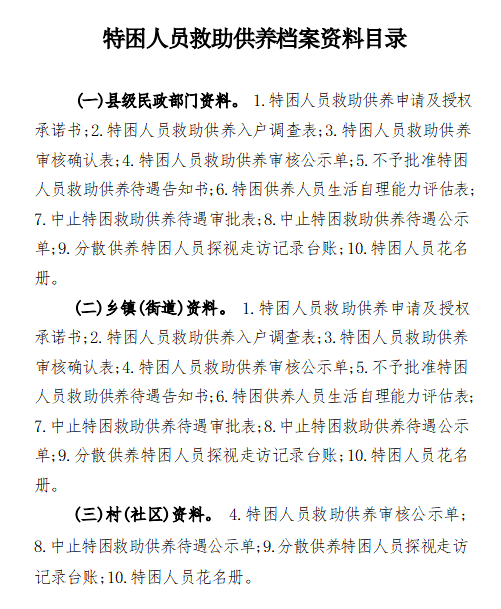 特困人员救助供养档案资料目录
(一)县级民政部门资料。 1.特困人员救助供养申请及授权
承诺书;2.特困人员救助供养入户调查表;3.特困人员救助供养
审核确认表;4.特困人员救助供养审核公示单;5.不予批准特困
人员救助供养待遇告知书;6.特困供养人员生活自理能力评估表;
7.中止特困救助供养待遇审批表;8.中止特困救助供养待遇公示
单;9.分散供养特困人员探视走访记录台账;10.特困人员花名
册。
(二)乡镇(街道)资料。 1.特困人员救助供养申请及授权
承诺书;2.特困人员救助供养入户调查表;3.特困人员救助供养
审核确认表;4.特困人员救助供养审核公示单;5.不予批准特困
人员救助供养待遇告知书;6.特困供养人员生活自理能力评估表;
7.中止特困救助供养待遇审批表;8.中止特困救助供养待遇公示
单;9.分散供养特困人员探视走访记录台账;10.特困人员花名
册。
(三)村(社区)资料。 4.特困人员救助供养审核公示单;
8.中止特困救助供养待遇公示单;9.分散供养特困人员探视走访
记录台账;10.特困人员花名册。